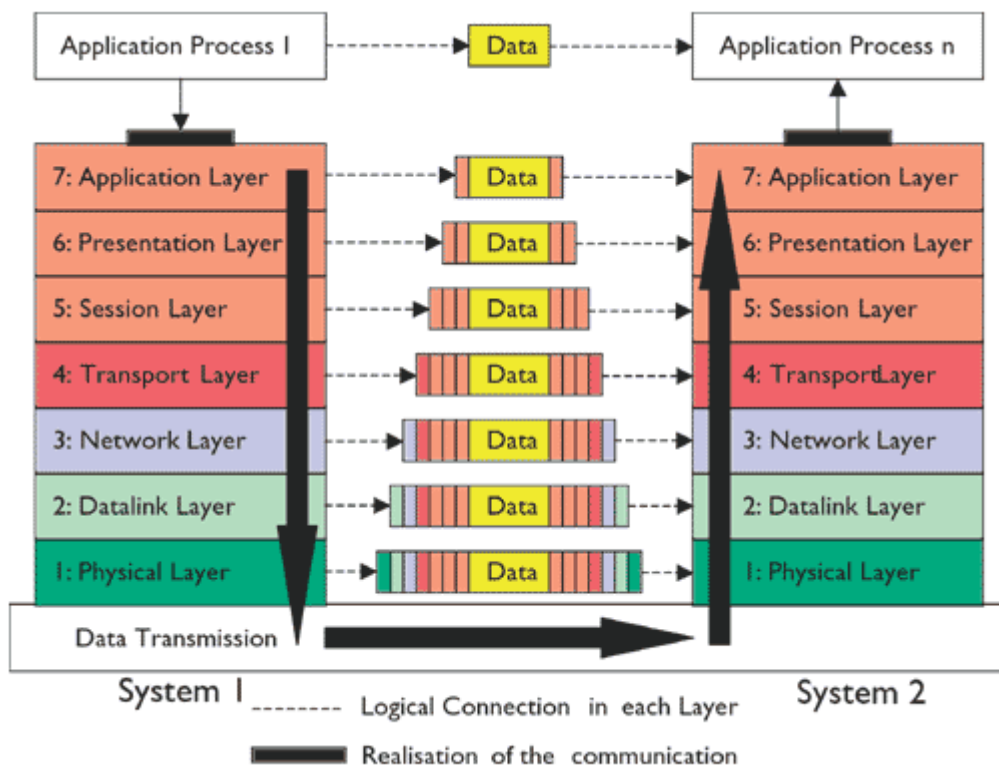 Application Process 1
Data
Application Process n
7: Application Layer
Data
7: Application Layer
6: Presentation Layer
Data
6: Presentation Layer
5: Session Layer
Data
5: Session Layer
4: Transport Layer
Data
4: Transport Layer
3: Network Layer
Data
3: Network Layer
2: Datalink Layer
Data
2: Datalink Layer
1: Physical Layer
Data
1: Physical Layer
Data Transmission
System 1
System 2
Logical Connection in each Layer
Realisation of the communication